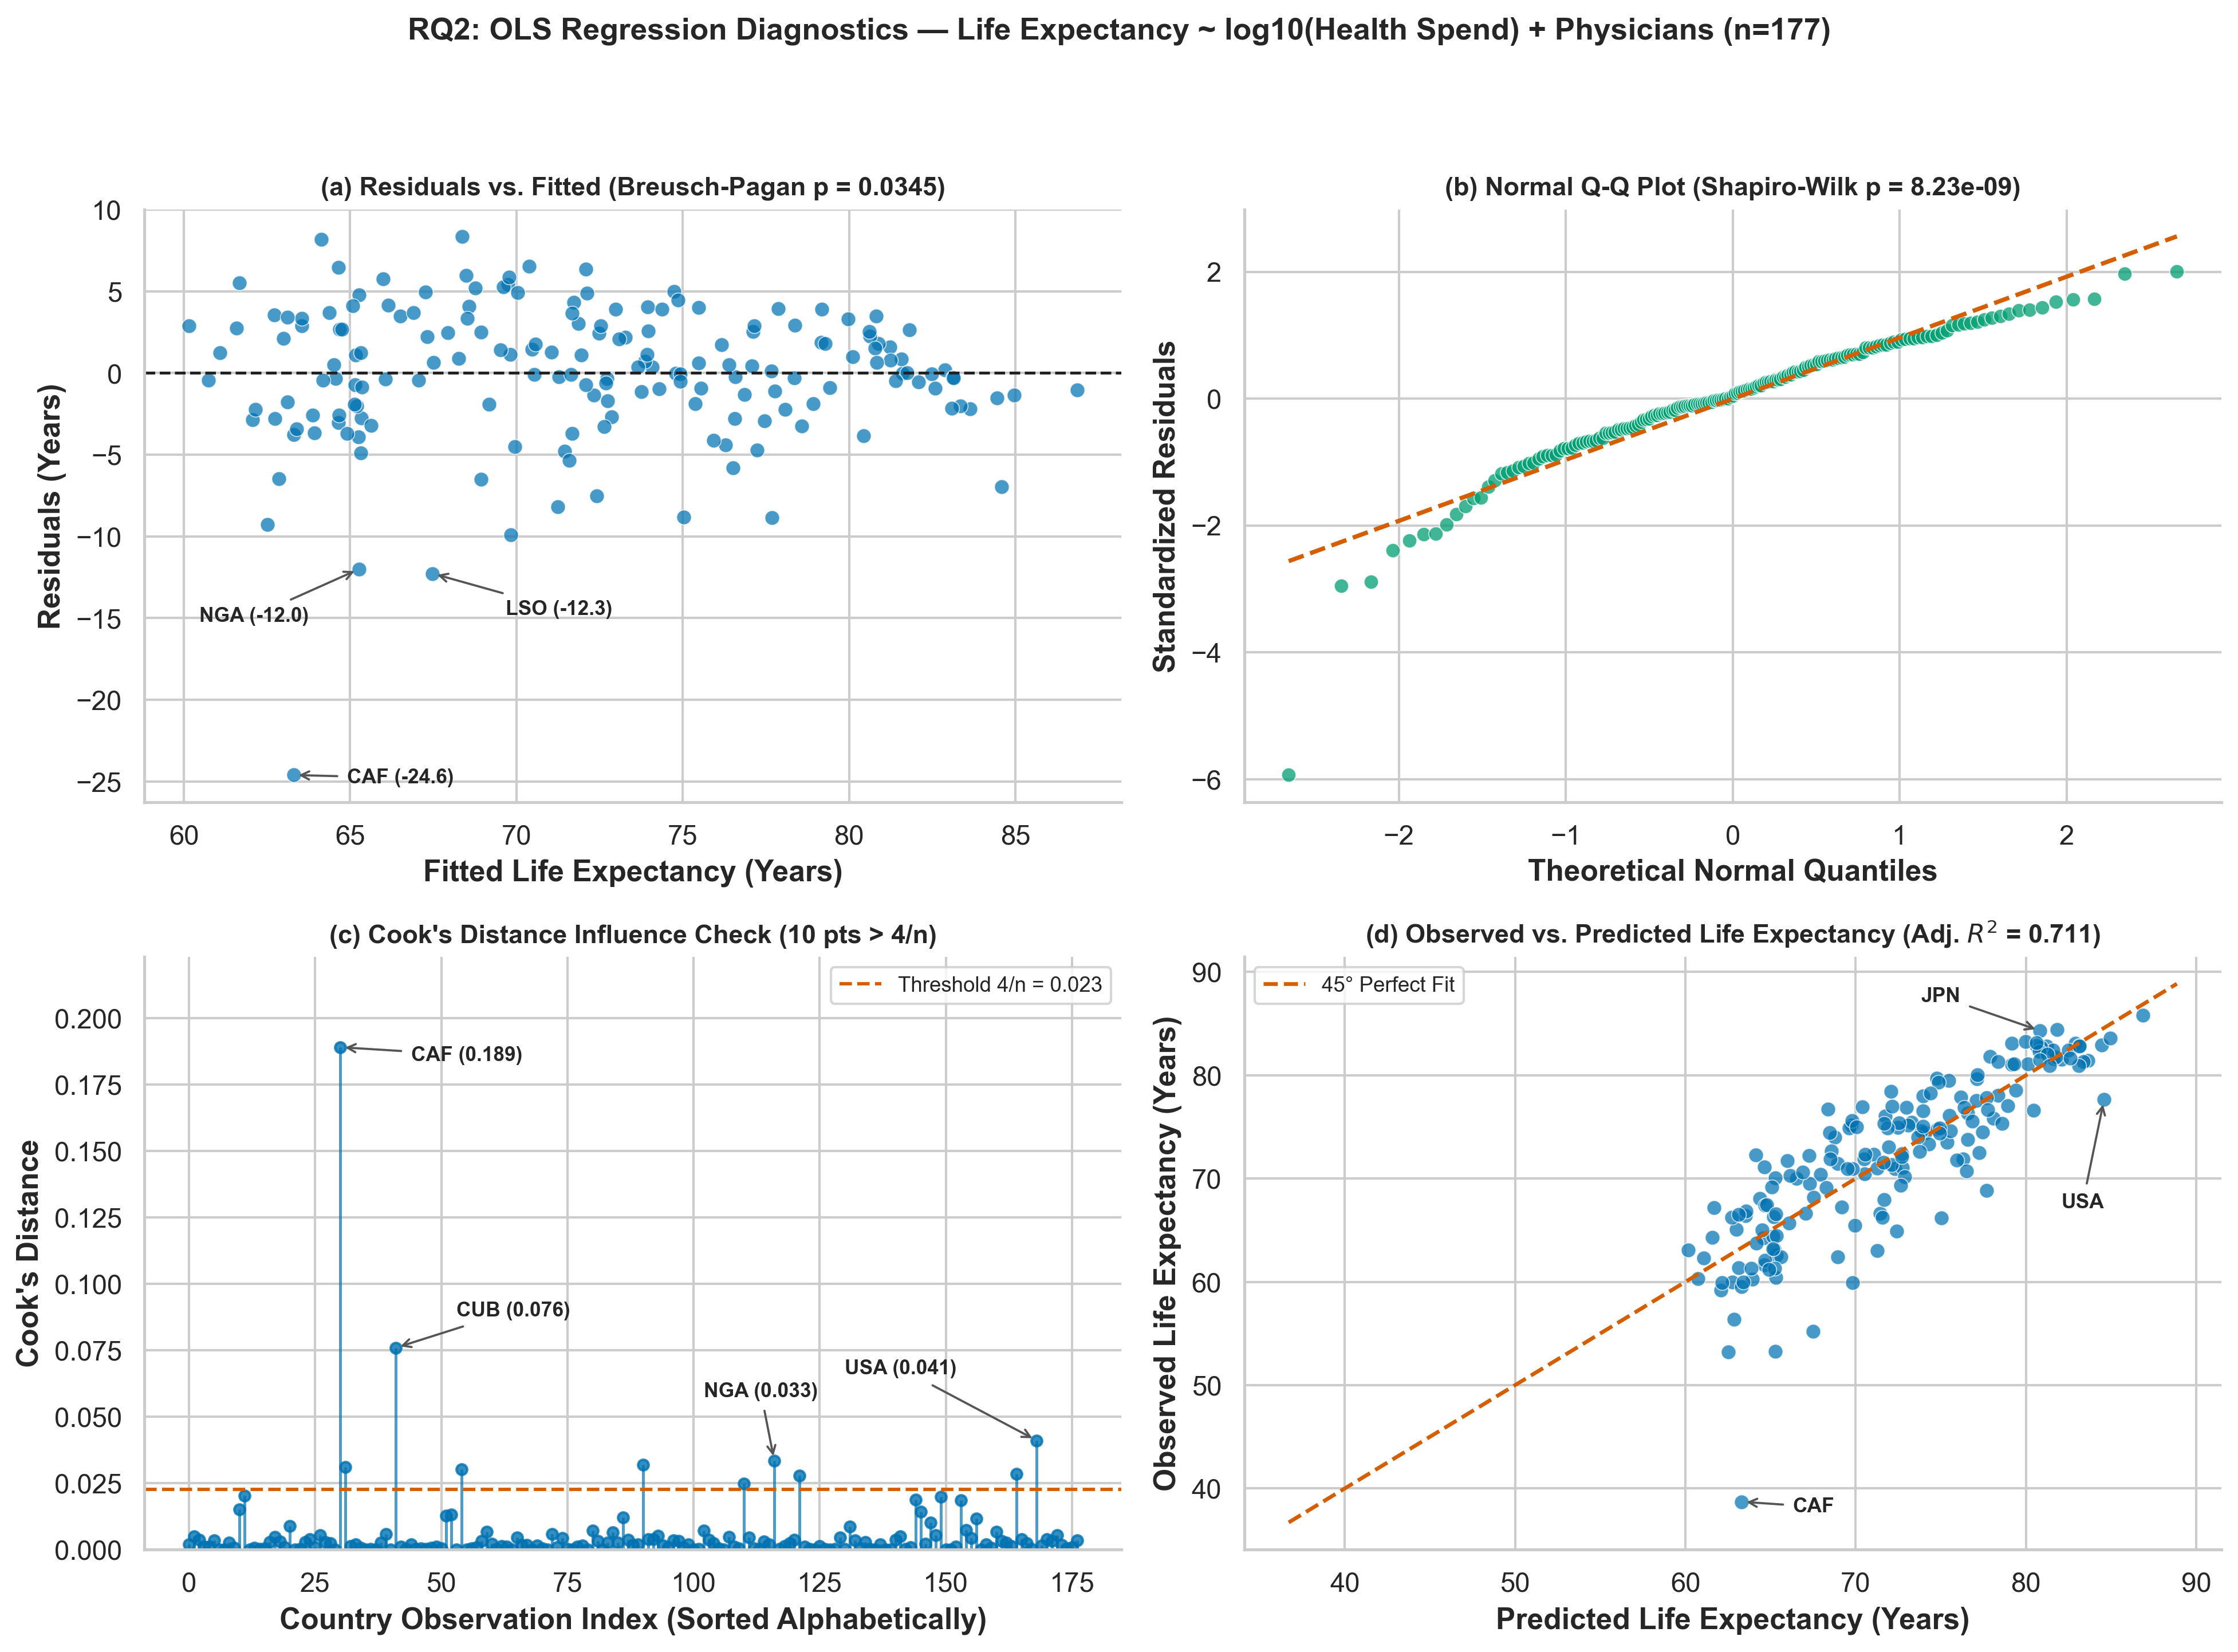 RQ2: OLS Regression Diagnostics — Life Expectancy ~ log10(Health Spend) + Physicians (n=177)
(a) Residuals vs. Fitted (Breusch-Pagan p = 0.0345)
10
5
0
−5
−10
−15
−20
−25
Residuals (Years)
NGA (-12.0)
LSO (-12.3)
CAF (-24.6)
60 65 70 75 80 85
Fitted Life Expectancy (Years)
(b) Normal Q-Q Plot (Shapiro-Wilk p = 8.23e-09)
2
0
−2
−4
−6
Standardized Residuals
−2 −1 0 1 2
Theoretical Normal Quantiles
(c) Cook's Distance Influence Check (10 pts > 4/n)
Threshold 4/n = 0.023
0.200
0.175
0.150
0.125
0.100
0.075
0.050
0.025
0.000
Cook's Distance
CAF (0.189)
CUB (0.076)
USA (0.041)
NGA (0.033)
0 25 50 75 100 125 150 175
Country Observation Index (Sorted Alphabetically)
(d) Observed vs. Predicted Life Expectancy (Adj. R² = 0.711)
45° Perfect Fit
90
80
70
60
50
40
Observed Life Expectancy (Years)
JPN
USA
CAF
40 50 60 70 80 90
Predicted Life Expectancy (Years)